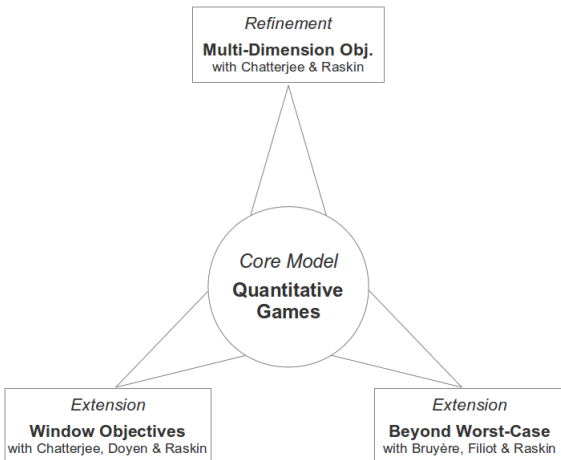 Refinement
Multi-Dimension Obj.
with Chatterjee & Raskin
Core Model
Quantitative
Games
Extension
Window Objectives
with Chatterjee, Doyen & Raskin
Extension
Beyond Worst-Case
with Bruyère, Filiot & Raskin